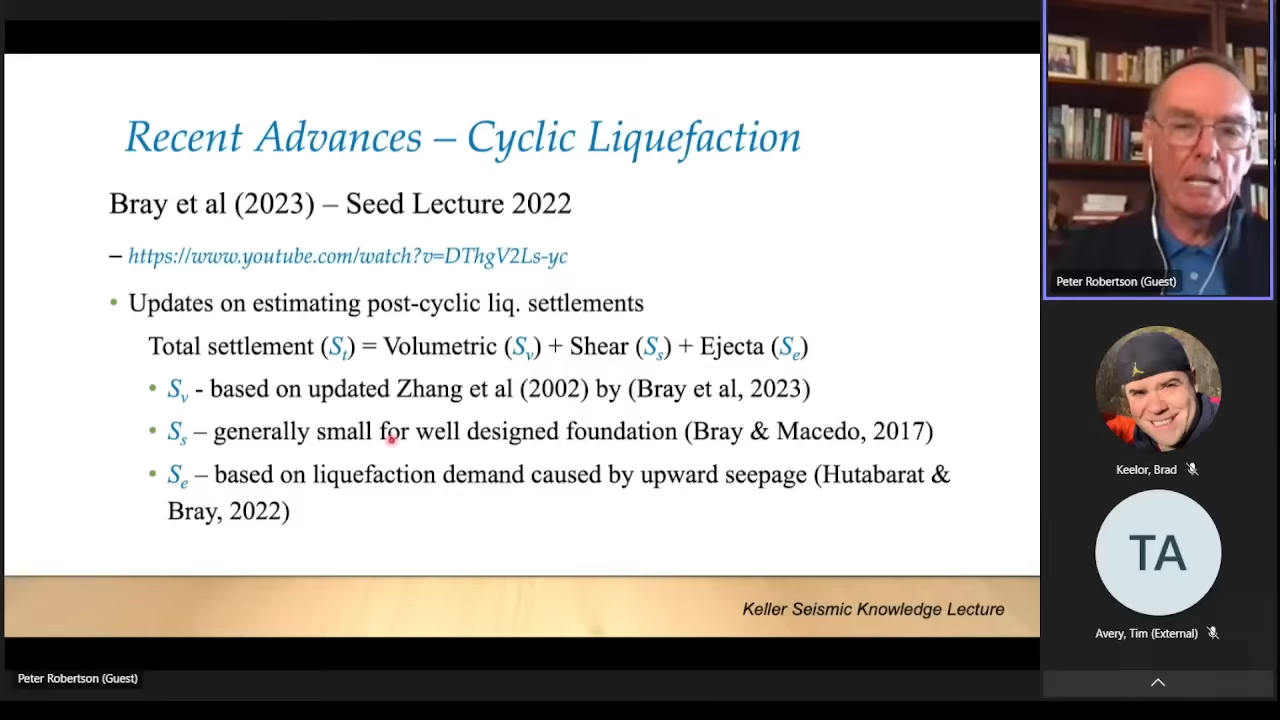 Recent Advances – Cyclic Liquefaction
Bray et al (2023) – Seed Lecture 2022
– https://www.youtube.com/watch?v=DThgV2Ls-yc
• Updates on estimating post-cyclic liq. settlements
Total settlement (St) = Volumetric (Sv) + Shear (Ss) + Ejecta (Se)
• Sv - based on updated Zhang et al (2002) by (Bray et al, 2023)
• Ss – generally small for well designed foundation (Bray & Macedo, 2017)
• Se – based on liquefaction demand caused by upward seepage (Hutabarat &
Bray, 2022)
Keller Seismic Knowledge Lecture
Peter Robertson (Guest)
Peter Robertson (Guest)
Keelor, Brad
TA
Avery, Tim (External)